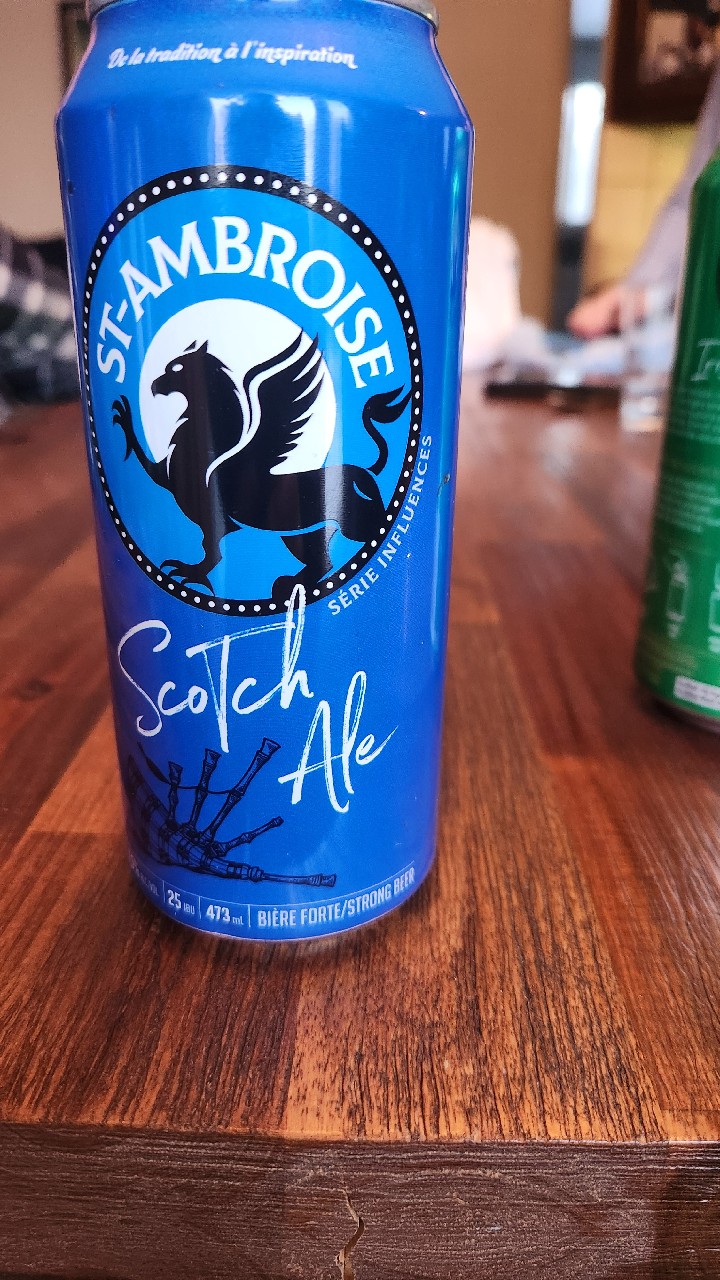 De la tradition à l'inspiration
ST-AMBROISE
SÉRIE INFLUENCES
Scotch
Ale
25 IBU | 473 ml | BIÈRE FORTE/STRONG BEER